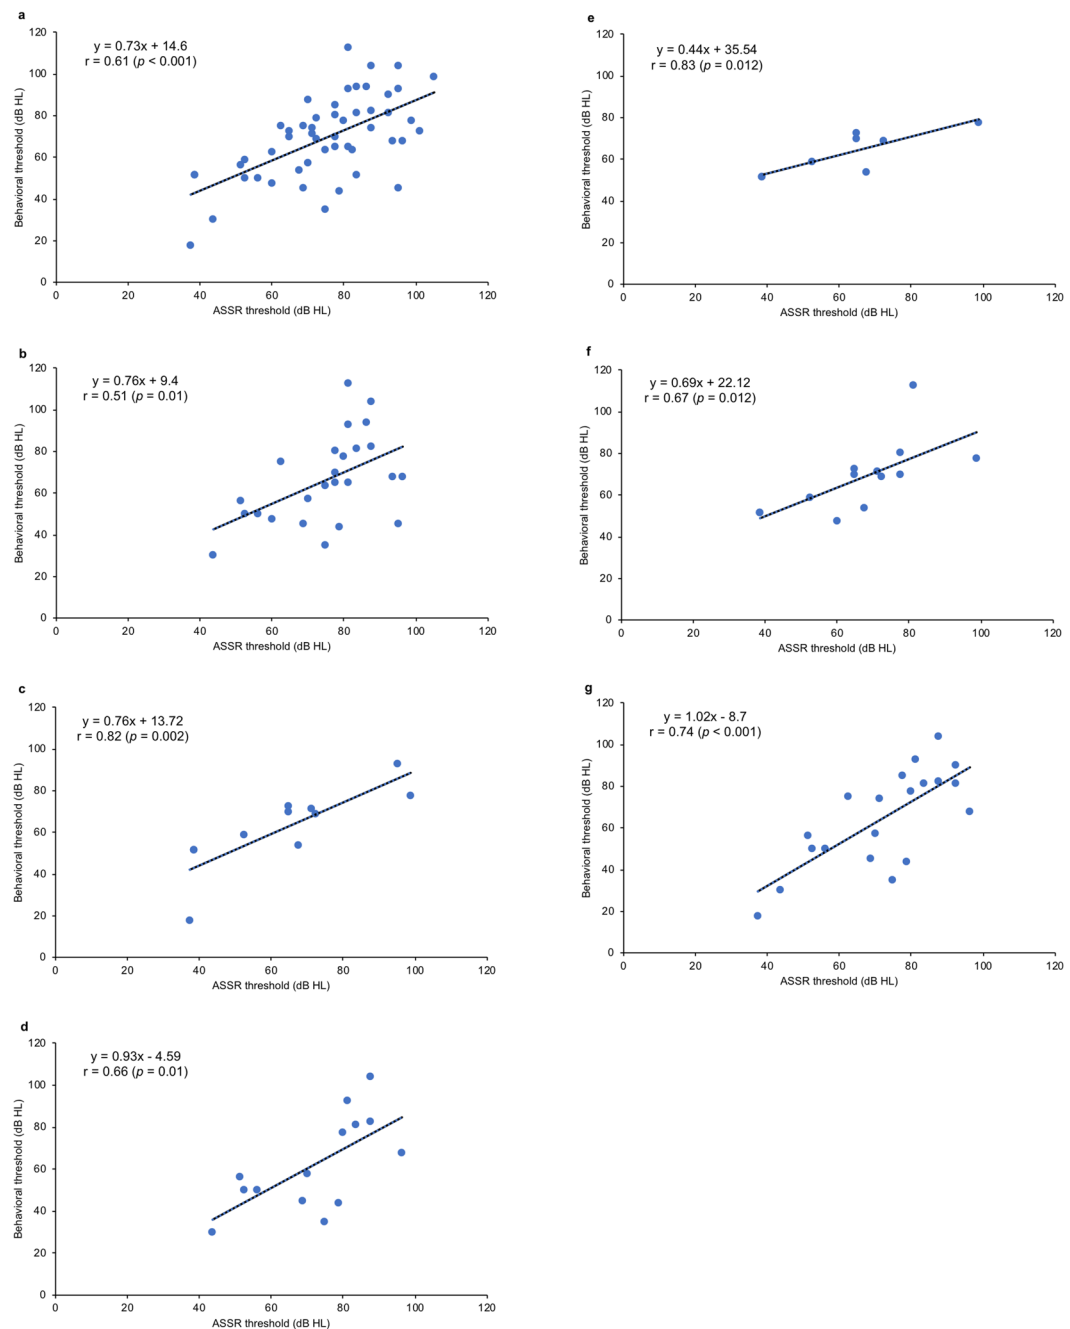 a
y = 0.73x + 14.6
r = 0.61 (p < 0.001)
Behavioral threshold (dB HL)
120
100
80
60
40
20
0
0 20 40 60 80 100 120
ASSR threshold (dB HL)
b
y = 0.76x + 9.4
r = 0.51 (p = 0.01)
Behavioral threshold (dB HL)
120
100
80
60
40
20
0
0 20 40 60 80 100 120
ASSR threshold (dB HL)
c
y = 0.76x + 13.72
r = 0.82 (p = 0.002)
Behavioral threshold (dB HL)
120
100
80
60
40
20
0
0 20 40 60 80 100 120
ASSR threshold (dB HL)
d
y = 0.93x - 4.59
r = 0.66 (p = 0.01)
Behavioral threshold (dB HL)
120
100
80
60
40
20
0
0 20 40 60 80 100 120
ASSR threshold (dB HL)
e
y = 0.44x + 35.54
r = 0.83 (p = 0.012)
Behavioral threshold (dB HL)
120
100
80
60
40
20
0
0 20 40 60 80 100 120
ASSR threshold (dB HL)
f
y = 0.69x + 22.12
r = 0.67 (p = 0.012)
Behavioral threshold (dB HL)
120
100
80
60
40
20
0
0 20 40 60 80 100 120
ASSR threshold (dB HL)
g
y = 1.02x - 8.7
r = 0.74 (p < 0.001)
Behavioral threshold (dB HL)
120
100
80
60
40
20
0
0 20 40 60 80 100 120
ASSR threshold (dB HL)